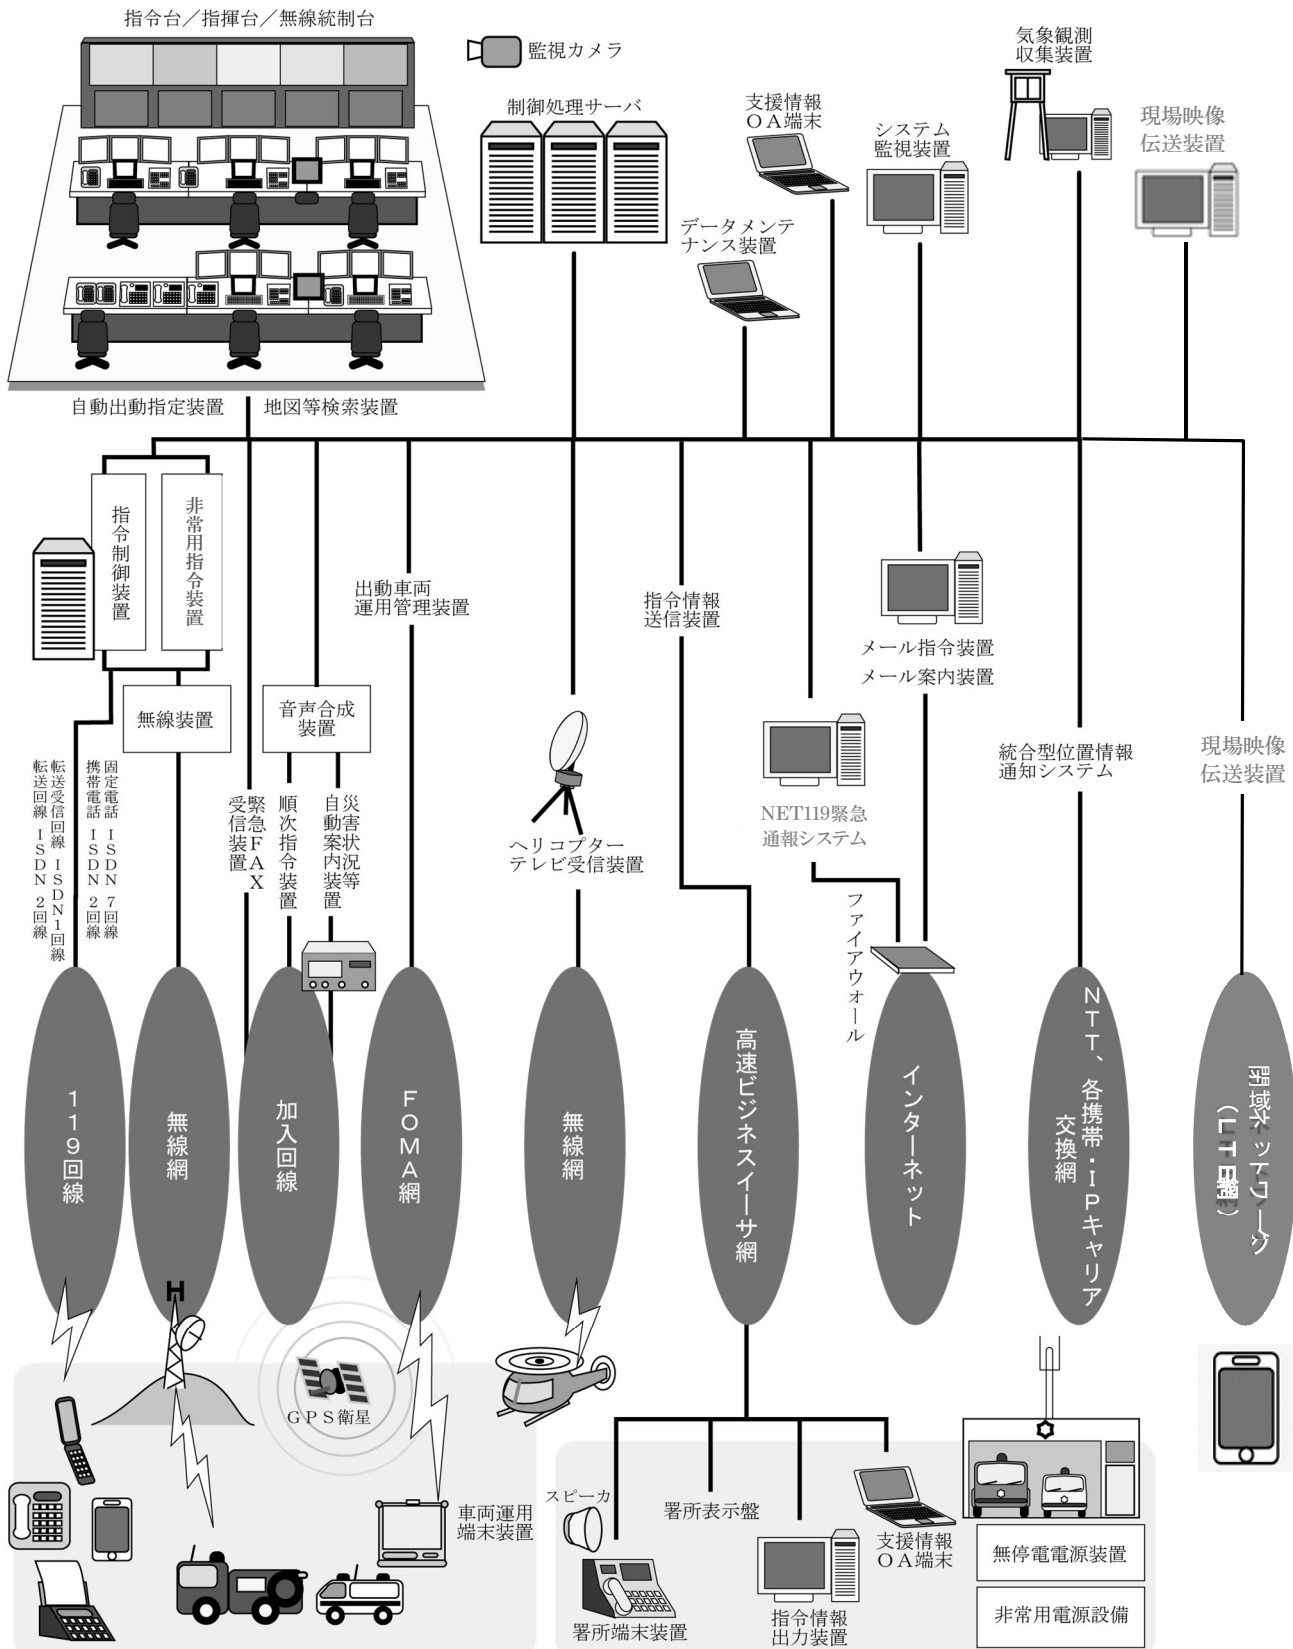 指令台／指揮台／無線統制台
監視カメラ
制御処理サーバ
支援情報
ＯＡ端末
システム
監視装置
気象観測
収集装置
現場映像
伝送装置
データメンテ
ナンス装置
自動出動指定装置
地図等検索装置
指令制御装置
非常用指令装置
出動車両
運用管理装置
指令情報
送信装置
メール指令装置
メール案内装置
無線装置
音声合成
装置
統合型位置情報
通知システム
現場映像
伝送装置
固定電話 ＩＳＤＮ７回線
携帯電話 ＩＳＤＮ２回線
転送受信回線 ＩＳＤＮ１回線
転送回線 ＩＳＤＮ２回線
緊急ＦＡＸ
受信装置
順次指令装置
災害状況等
自動案内装置
ヘリコプター
テレビ受信装置
NET119緊急
通報システム
ファイアウォール
１１９回線
無線網
加入回線
ＦＯＭＡ網
無線網
高速ビジネスイーサ網
インターネット
ＮＴＴ、各携帯・ＩＰキャリア
交換網
閉域ネットワーク
ＧＰＳ衛星
車両運用
端末装置
スピーカ
署所表示盤
支援情報
ＯＡ端末
署所端末装置
指令情報
出力装置
無停電電源装置
非常用電源設備